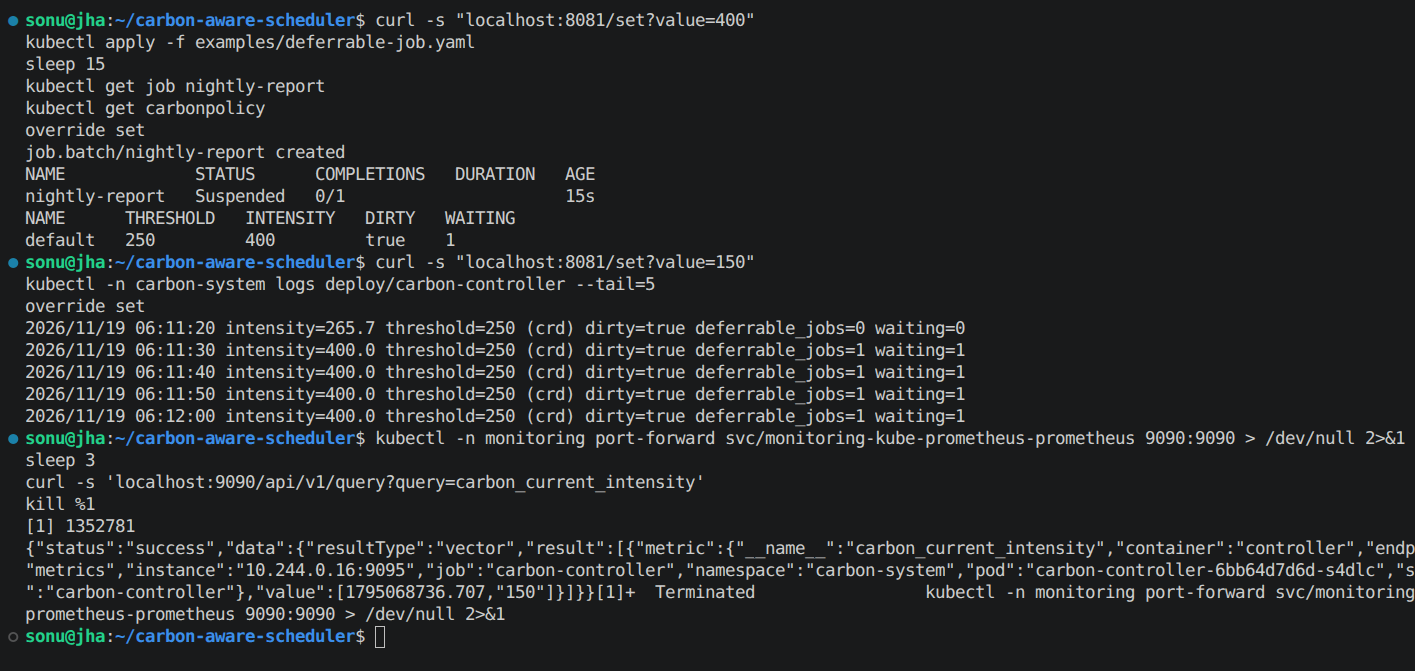 sonu@jha:~/carbon-aware-scheduler$ curl -s "localhost:8081/set?value=400"
kubectl apply -f examples/deferrable-job.yaml
sleep 15
kubectl get job nightly-report
kubectl get carbonpolicy
override set
job.batch/nightly-report created
NAME             STATUS      COMPLETIONS   DURATION   AGE
nightly-report   Suspended   0/1                      15s
NAME      THRESHOLD   INTENSITY   DIRTY   WAITING
default   250         400         true    1
sonu@jha:~/carbon-aware-scheduler$ curl -s "localhost:8081/set?value=150"
kubectl -n carbon-system logs deploy/carbon-controller --tail=5
override set
2026/11/19 06:11:20 intensity=265.7 threshold=250 (crd) dirty=true deferrable_jobs=0 waiting=0
2026/11/19 06:11:30 intensity=400.0 threshold=250 (crd) dirty=true deferrable_jobs=1 waiting=1
2026/11/19 06:11:40 intensity=400.0 threshold=250 (crd) dirty=true deferrable_jobs=1 waiting=1
2026/11/19 06:11:50 intensity=400.0 threshold=250 (crd) dirty=true deferrable_jobs=1 waiting=1
2026/11/19 06:12:00 intensity=400.0 threshold=250 (crd) dirty=true deferrable_jobs=1 waiting=1
sonu@jha:~/carbon-aware-scheduler$ kubectl -n monitoring port-forward svc/monitoring-kube-prometheus-prometheus 9090:9090 > /dev/null 2>&1
sleep 3
curl -s 'localhost:9090/api/v1/query?query=carbon_current_intensity'
kill %1
[1] 1352781
{"status":"success","data":{"resultType":"vector","result":[{"metric":{"__name__":"carbon_current_intensity","container":"controller","endp
"metrics","instance":"10.244.0.16:9095","job":"carbon-controller","namespace":"carbon-system","pod":"carbon-controller-6bb64d7d6d-s4dlc","s
":"carbon-controller"},"value":[1795068736.707,"150"]}]}}[1]+  Terminated                 kubectl -n monitoring port-forward svc/monitoring
prometheus-prometheus 9090:9090 > /dev/null 2>&1
sonu@jha:~/carbon-aware-scheduler$